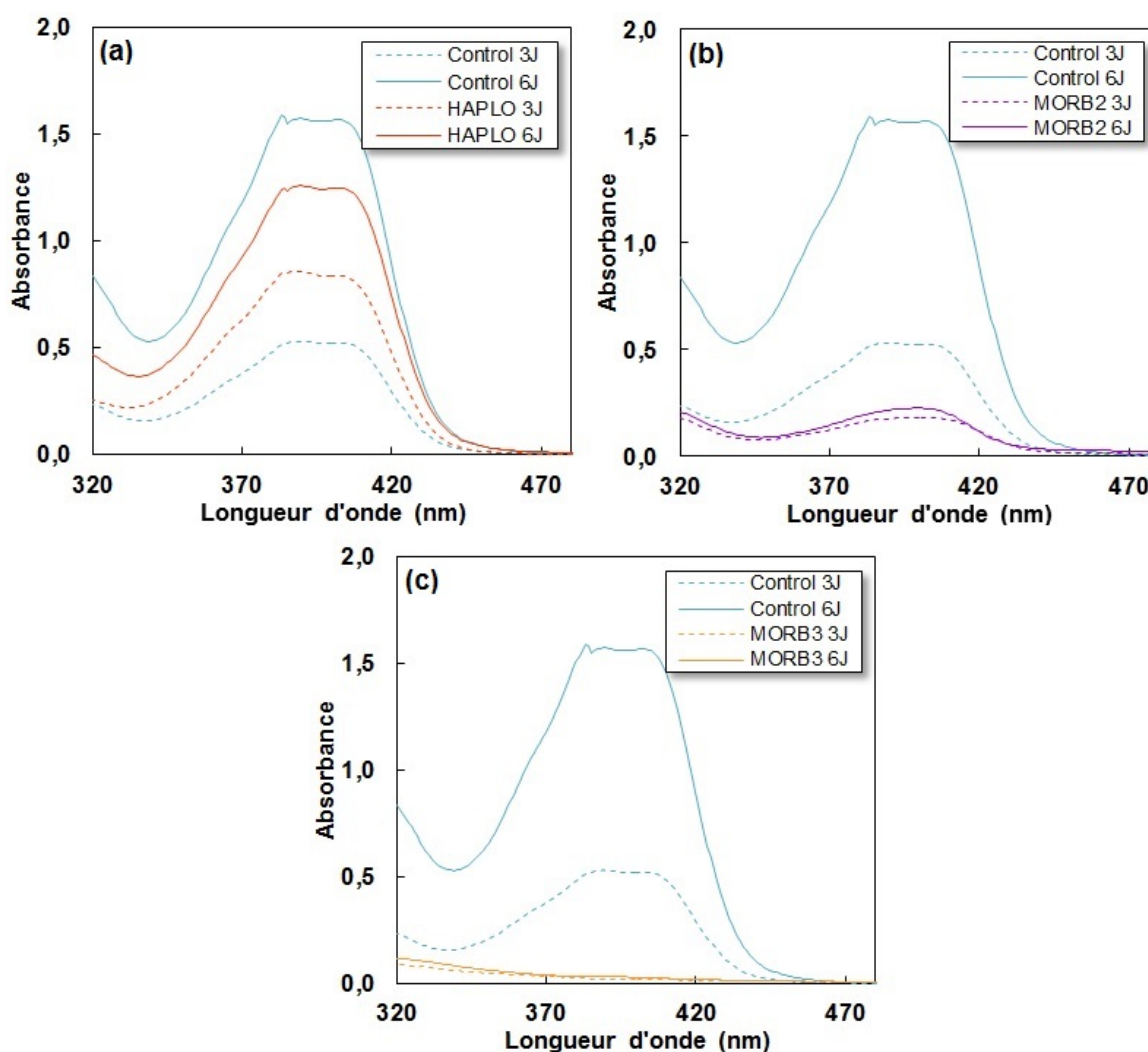 (a)
Control 3J
Control 6J
HAPLO 3J
HAPLO 6J
2,0
1,5
1,0
0,5
0,0
Absorbance
320 370 420 470
Longueur d'onde (nm)
(b)
Control 3J
Control 6J
MORB2 3J
MORB2 6J
2,0
1,5
1,0
0,5
0,0
Absorbance
320 370 420 470
Longueur d'onde (nm)
(c)
Control 3J
Control 6J
MORB3 3J
MORB3 6J
2,0
1,5
1,0
0,5
0,0
Absorbance
320 370 420 470
Longueur d'onde (nm)